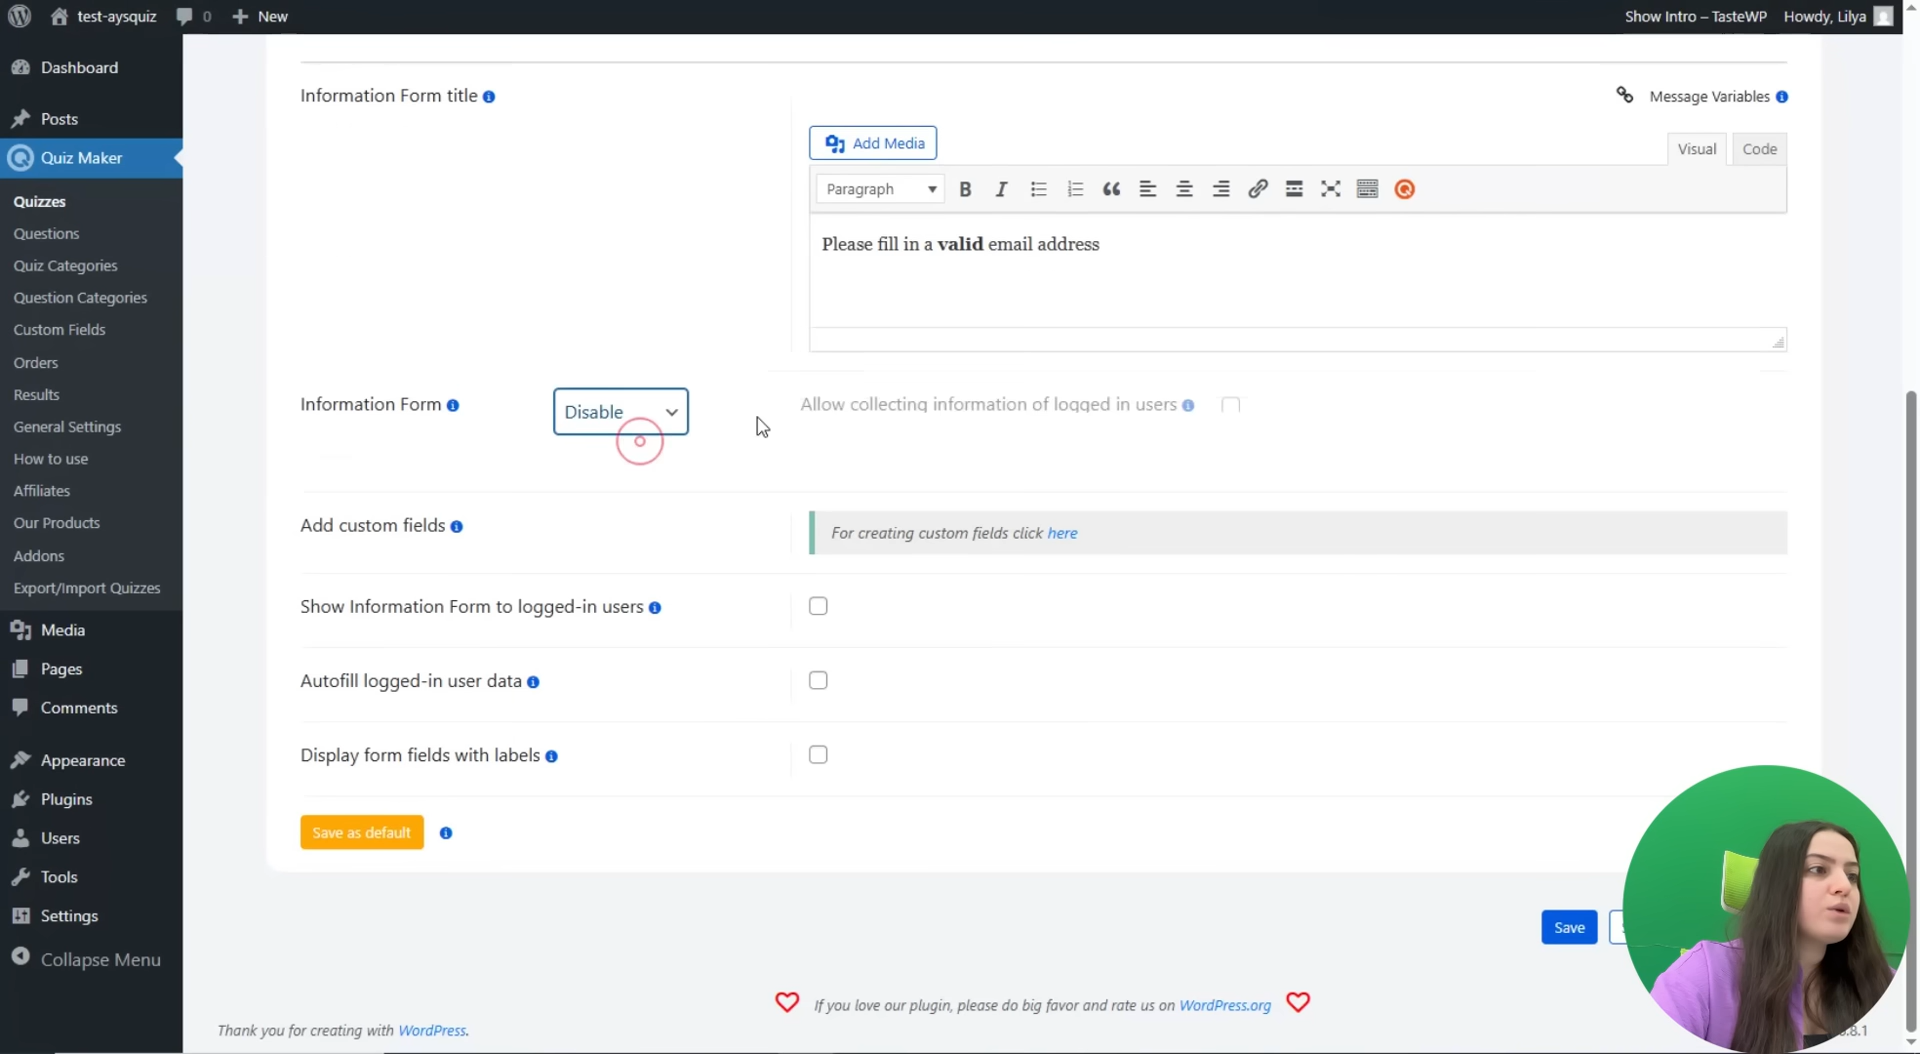 test-aysquiz
0
New
Show Intro – TasteWP
Howdy, Lilya
Dashboard
Posts
Quiz Maker
Quizzes
Questions
Quiz Categories
Question Categories
Custom Fields
Orders
Results
General Settings
How to use
Affiliates
Our Products
Addons
Export/Import Quizzes
Media
Pages
Comments
Appearance
Plugins
Users
Tools
Settings
Collapse Menu
Information Form title
Message Variables
Add Media
Visual
Code
Paragraph
Please fill in a valid email address
Information Form
Disable
Allow collecting information of logged in users
Add custom fields
For creating custom fields click here
Show Information Form to logged-in users
Autofill logged-in user data
Display form fields with labels
Save as default
Save
If you love our plugin, please do big favor and rate us on WordPress.org
Thank you for creating with WordPress.
.8.1